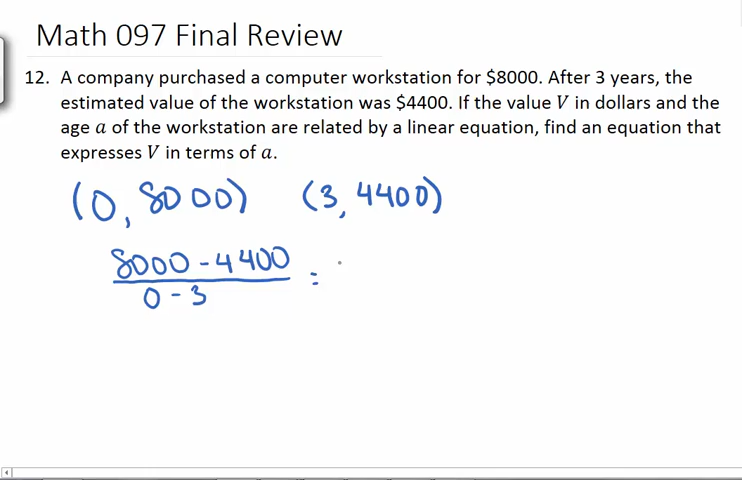 Math 097 Final Review
12. A company purchased a computer workstation for $8000. After 3 years, the
estimated value of the workstation was $4400. If the value V in dollars and the
age a of the workstation are related by a linear equation, find an equation that
expresses V in terms of a.
(0, 8000) (3, 4400)
8000 - 4400
0 - 3
=